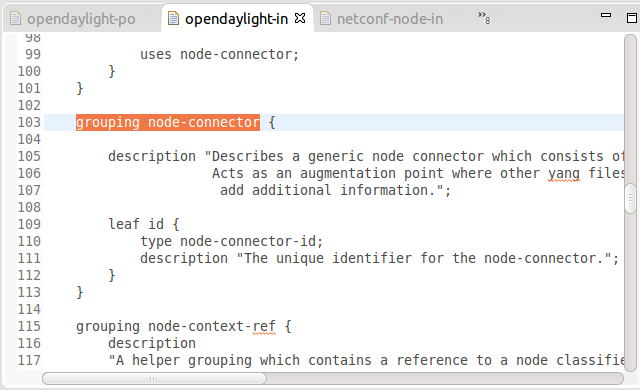 opendaylight-po opendaylight-in netconf-node-in »8
98
99 uses node-connector;
100 }
101 }
102
103 grouping node-connector {
104
105 description "Describes a generic node connector which consists of
106 Acts as an augmentation point where other yang files
107 add additional information.";
108
109 leaf id {
110 type node-connector-id;
111 description "The unique identifier for the node-connector.";
112 }
113 }
114
115 grouping node-context-ref {
116 description
117 "A helper grouping which contains a reference to a node classifie